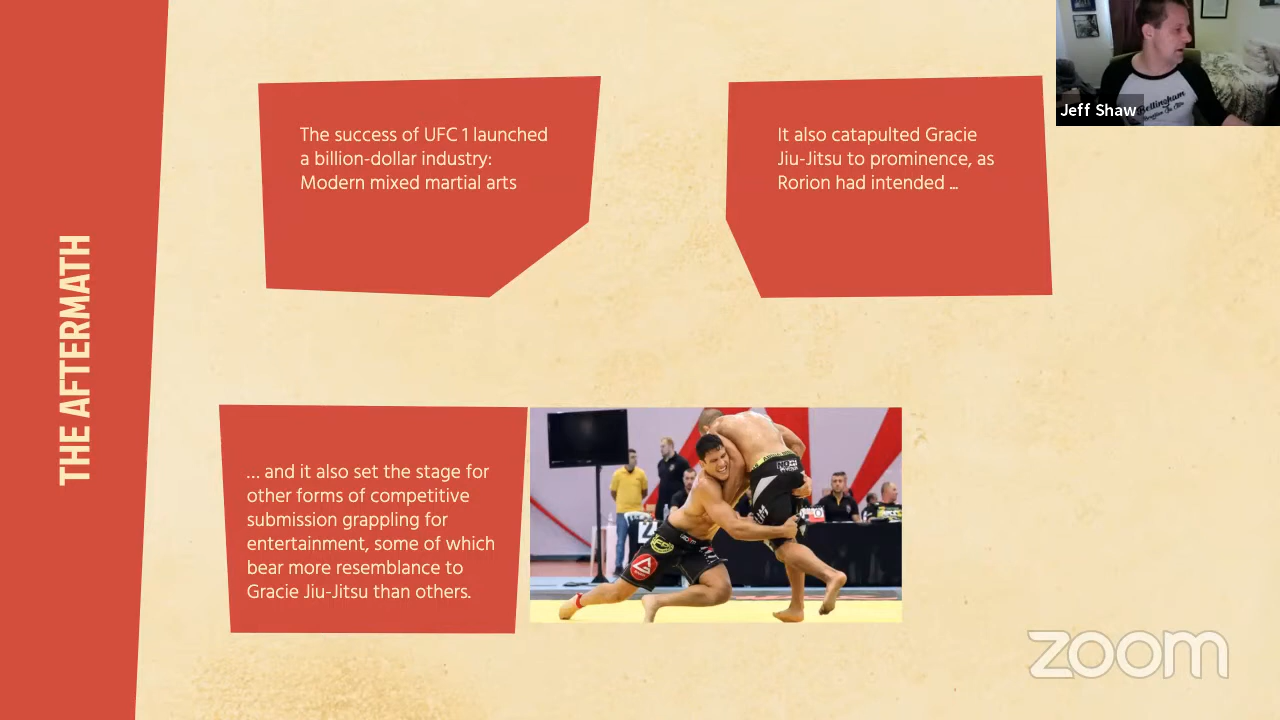 THE AFTERMATH
The success of UFC 1 launched
a billion-dollar industry:
Modern mixed martial arts
It also catapulted Gracie
Jiu-Jitsu to prominence, as
Rorion had intended ...
... and it also set the stage for
other forms of competitive
submission grappling for
entertainment, some of which
bear more resemblance to
Gracie Jiu-Jitsu than others.
Jeff Shaw
Bellingham
zoom